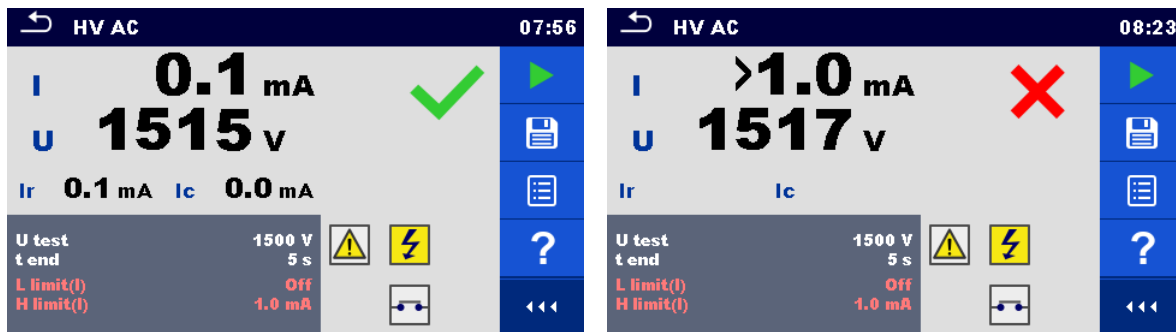 HV AC 07:56
I 0.1 mA
U 1515 V
Ir 0.1 mA Ic 0.0 mA
U test 1500 V
t end 5 s
L limit(I) Off
H limit(I) 1.0 mA
?
HV AC 08:23
I >1.0 mA
U 1517 V
Ir Ic
U test 1500 V
t end 5 s
L limit(I) Off
H limit(I) 1.0 mA
?